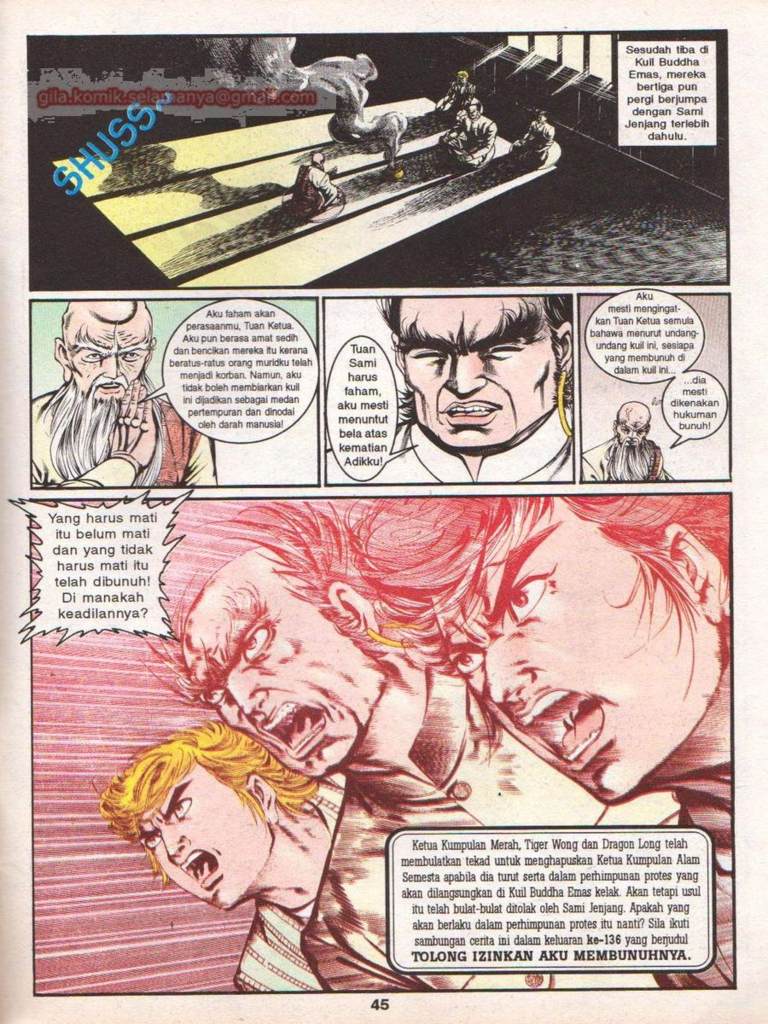 Sesudah tiba di
Kuil Buddha
Emas, mereka
bertiga pun
pergi berjumpa
dengan Sami
Jenjang terlebih
dahulu.
gila.komik.selamanya@gmail.com
SHUSS~
Aku faham akan
perasaanmu, Tuan Ketua.
Aku pun berasa amat sedih
dan bencikan mereka itu kerana
beratus-ratus orang muridku telah
menjadi korban. Namun, aku
tidak boleh membiarkan kuil
ini dijadikan sebagai medan
pertempuran dan dinodai
oleh darah manusia!
Tuan
Sami
harus
faham,
aku mesti
menuntut
bela atas
kematian
Adikku!
Aku
mesti mengingat-
kan Tuan Ketua semula
bahawa menurut undang-
undang kuil ini, sesiapa
yang membunuh di
dalam kuil ini...
...dia
mesti
dikenakan
hukuman
bunuh!
Yang harus mati
itu belum mati
dan yang tidak
harus mati itu
telah dibunuh!
Di manakah
keadilannya?
Ketua Kumpulan Merah, Tiger Wong dan Dragon Long telah
membulatkan tekad untuk menghapuskan Ketua Kumpulan Alam
Semesta apabila dia turut serta dalam perhimpunan protes yang
akan dilangsungkan di Kuil Buddha Emas kelak. Akan tetapi usul
itu telah bulat-bulat ditolak oleh Sami Jenjang. Apakah yang
akan berlaku dalam perhimpunan protes itu nanti? Sila ikuti
sambungan cerita ini dalam keluaran ke-136 yang berjudul
TOLONG IZINKAN AKU MEMBUNUHNYA.
45